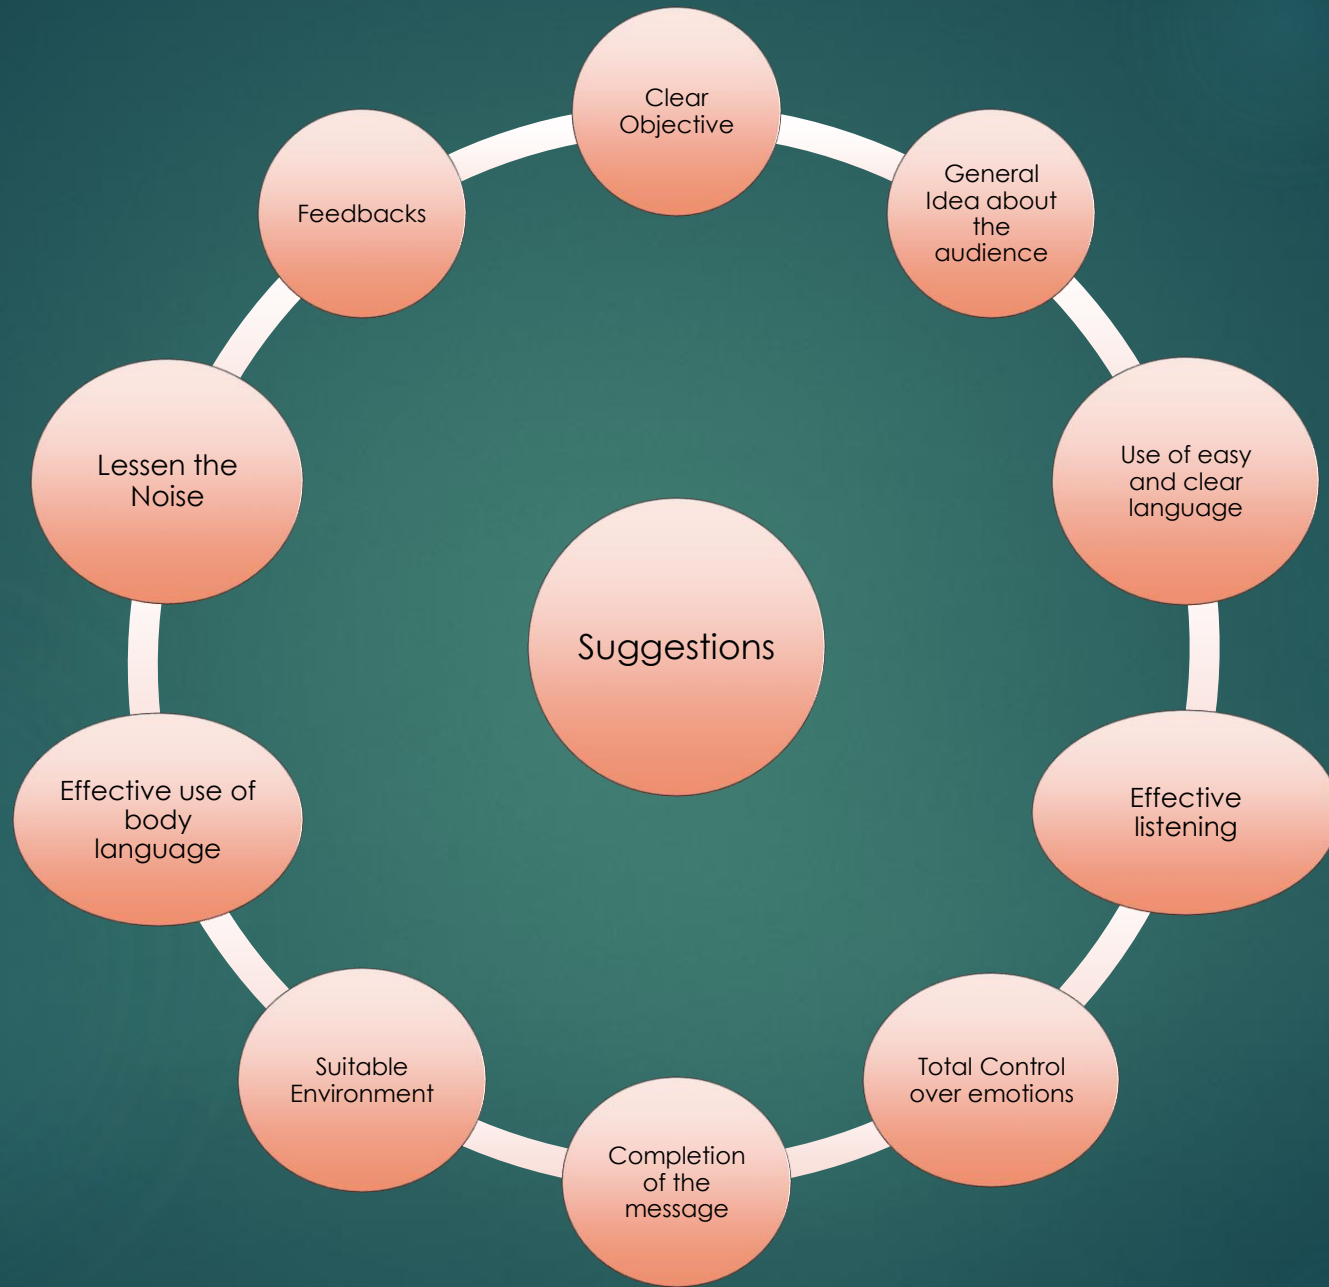 Clear
Objective
General
Idea about
the
audience
Use of easy
and clear
language
Effective
listening
Total Control
over emotions
Completion
of the
message
Suitable
Environment
Effective use of
body
language
Lessen the
Noise
Feedbacks
Suggestions